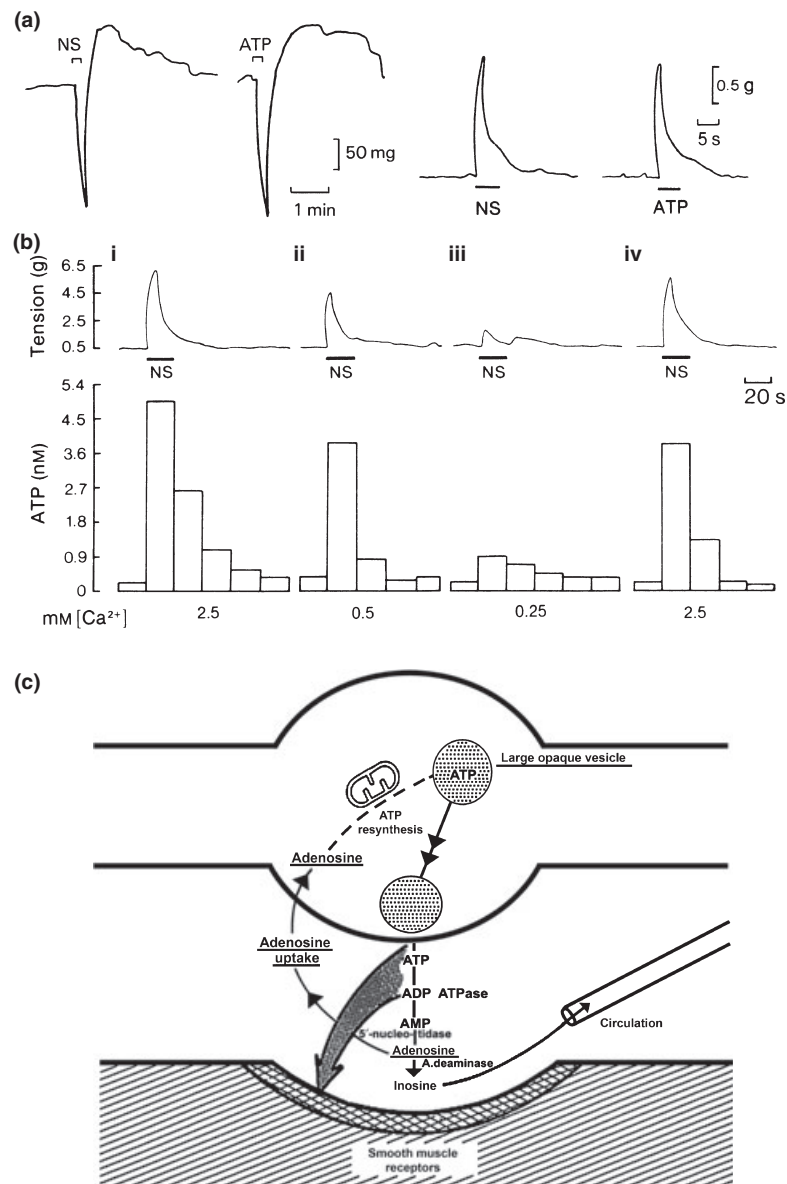 (a)
NS
ATP
50 mg
1 min
NS
ATP
0.5 g
5 s
(b)
i
ii
iii
iv
Tension (g)
6.5
4.5
2.5
0.5
NS
NS
NS
NS
20 s
ATP (nM)
5.4
4.5
3.6
2.7
1.8
0.9
0
mM [Ca²⁺]
2.5
0.5
0.25
2.5
(c)
Large opaque vesicle
ATP
ATP
resynthesis
Adenosine
Adenosine
uptake
ATP
ADP ATPase
AMP
5'-nucleotidase
Adenosine
A.deaminase
Inosine
Circulation
Smooth muscle
receptors